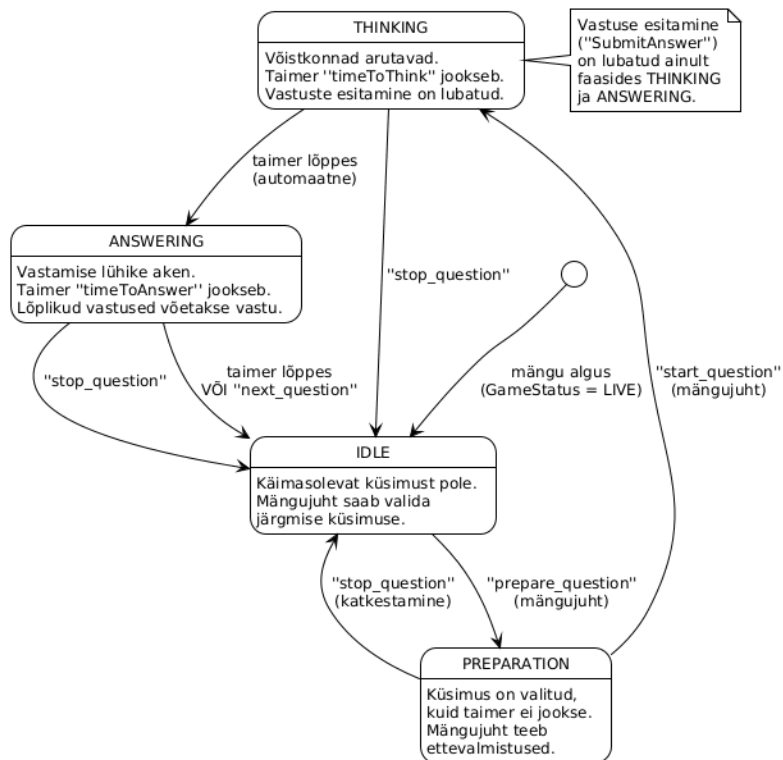 THINKING
Võistkonnad arutavad.
Taimer "timeToThink" jookseb.
Vastuste esitamine on lubatud.
Vastuse esitamine
("SubmitAnswer")
on lubatud ainult
faasides THINKING
ja ANSWERING.
taimer lõppes
(automaatne)
ANSWERING
Vastamise lühike aken.
Taimer "timeToAnswer" jookseb.
Lõplikud vastused võetakse vastu.
"stop_question"
"stop_question"
taimer lõppes
VÕI "next_question"
mängu algus
(GameStatus = LIVE)
"start_question"
(mängujuht)
IDLE
Käimasolevat küsimust pole.
Mängujuht saab valida
järgmise küsimuse.
"stop_question"
(katkestamine)
"prepare_question"
(mängujuht)
PREPARATION
Küsimus on valitud,
kuid taimer ei jookse.
Mängujuht teeb
ettevalmistused.